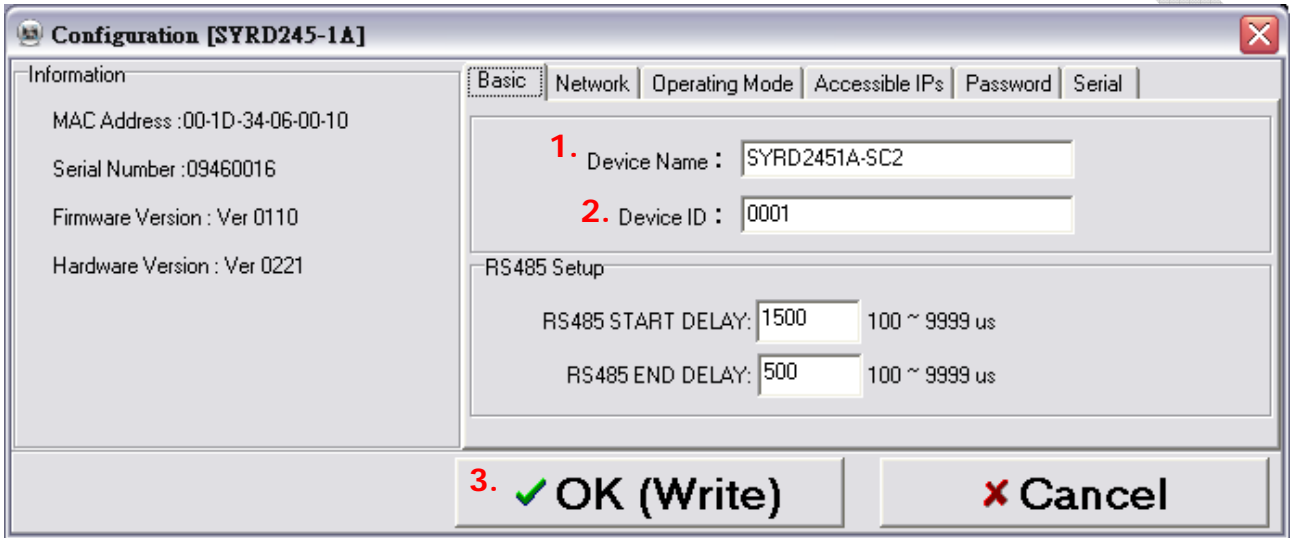 Configuration [SYRD245-1A]
Information
MAC Address :00-1D-34-06-00-10
Serial Number :09460016
Firmware Version : Ver 0110
Hardware Version : Ver 0221
Basic Network Operating Mode Accessible IPs Password Serial
1. Device Name : SYRD2451A-SC2
2. Device ID : 0001
RS485 Setup
RS485 START DELAY: 1500 100 ~ 9999 us
RS485 END DELAY: 500 100 ~ 9999 us
3. OK (Write) Cancel